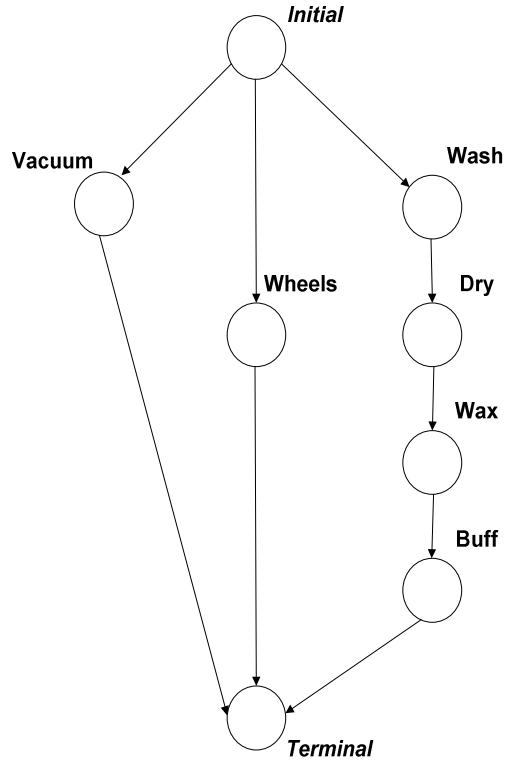 Initial
Vacuum
Wash
Wheels
Dry
Wax
Buff
Terminal